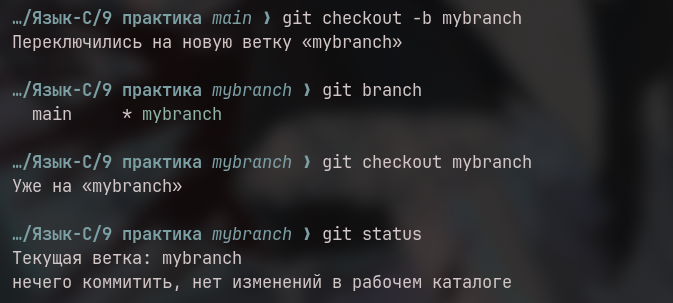 …/Язык-С/9 практика main ❯ git checkout -b mybranch
Переключились на новую ветку «mybranch»
…/Язык-С/9 практика mybranch ❯ git branch
main * mybranch
…/Язык-С/9 практика mybranch ❯ git checkout mybranch
Уже на «mybranch»
…/Язык-С/9 практика mybranch ❯ git status
Текущая ветка: mybranch
нечего коммитить, нет изменений в рабочем каталоге